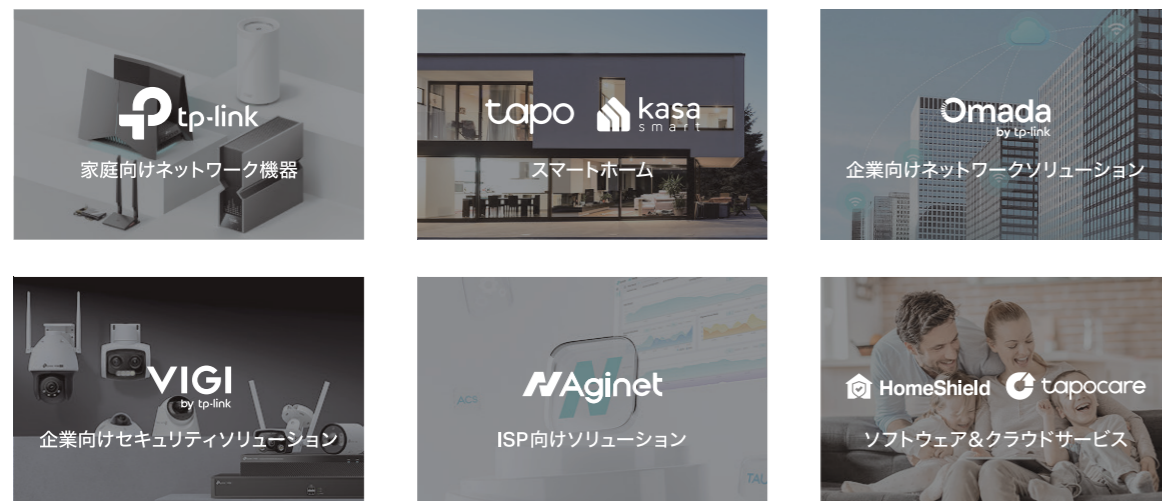 tp-link
家庭向けネットワーク機器
tapo kasa smart
スマートホーム
Omada
by tp-link
企業向けネットワークソリューション
VIGI
by tp-link
企業向けセキュリティソリューション
ACS
Aginet
ISP向けソリューション
HomeShield tapocare
ソフトウェア&クラウドサービス